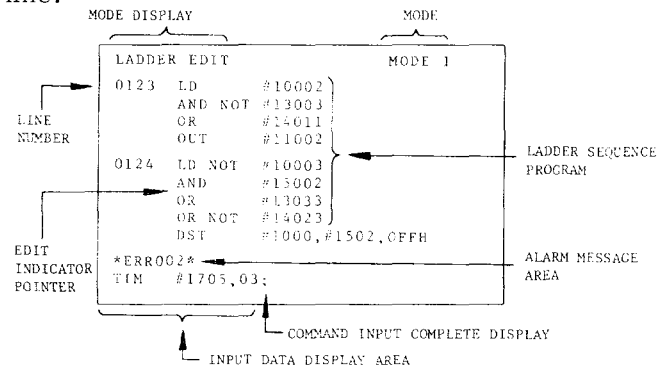 line.
MODE DISPLAY MODE
LADDER EDIT MODE 1
0123 LD #10002
AND NOT #13003
OR #14011
OUT #11002
0124 LD NOT #10003
AND #15002
OR #13033
OR NOT #14023
DST #1000,#1502,0FFH
*ERR002*
TIM #1705,03;
LINE
NUMBER
EDIT
INDICATOR
POINTER
LADDER SEQUENCE
PROGRAM
ALARM MESSAGE
AREA
COMMAND INPUT COMPLETE DISPLAY
INPUT DATA DISPLAY AREA